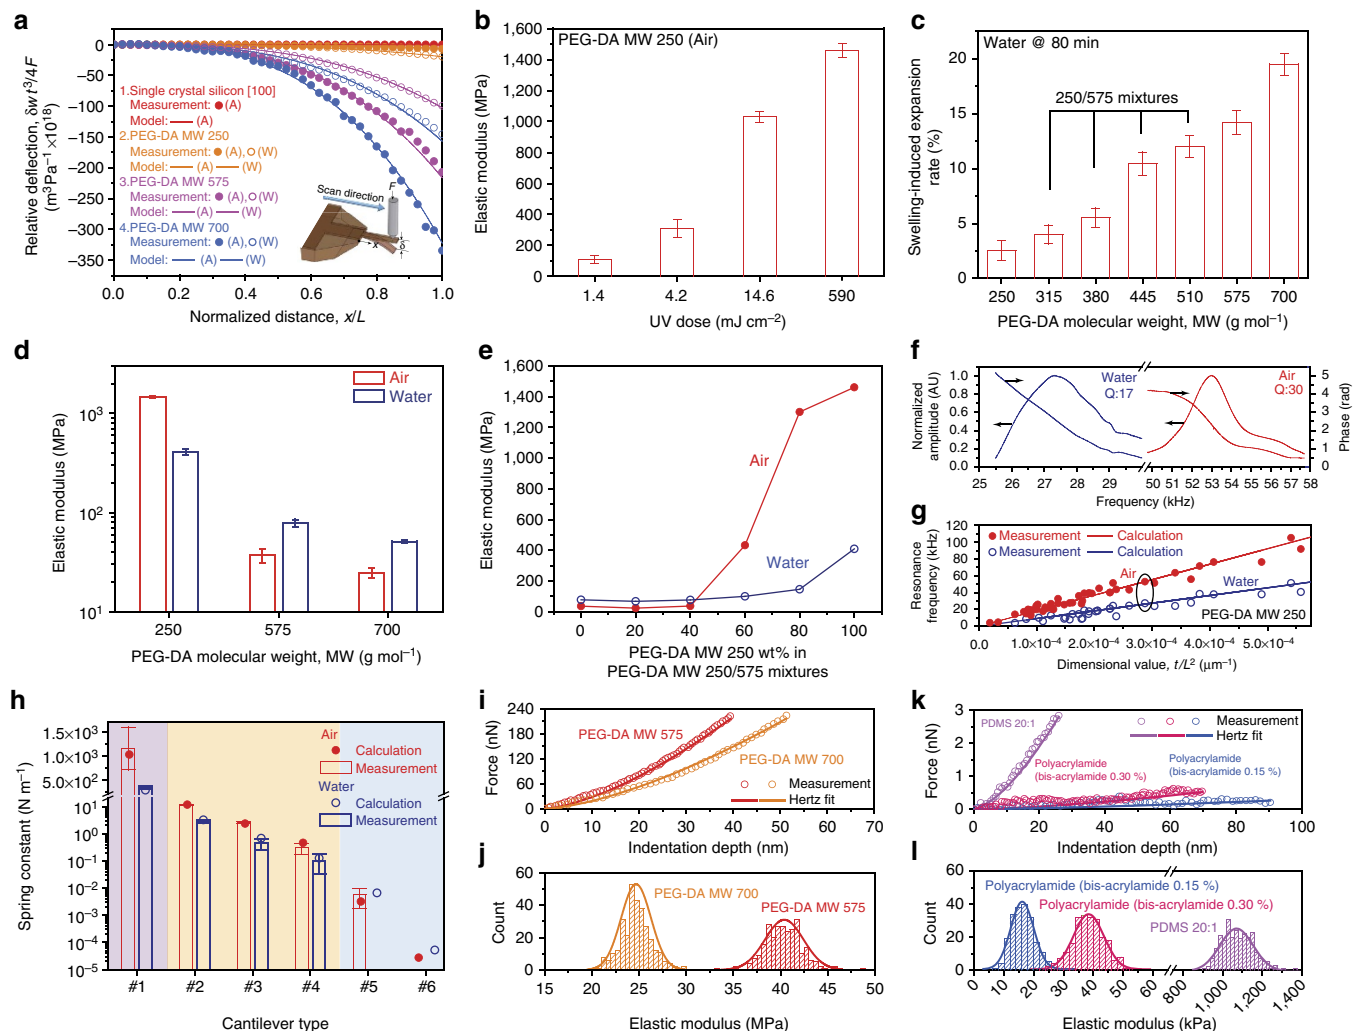 a
Relative deflection, δwt³/4F
(m³Pa⁻¹ ×10¹⁸)
0
−50
−100
−150
−200
−250
−300
−350
1.Single crystal silicon [100]
Measurement: (A)
Model: (A)
2.PEG-DA MW 250
Measurement: (A), (W)
Model: (A) (W)
3.PEG-DA MW 575
Measurement: (A), (W)
Model: (A) (W)
4.PEG-DA MW 700
Measurement: (A), (W)
Model: (A) (W)
Scan direction
F
x
δ
0.0 0.2 0.4 0.6 0.8 1.0
Normalized distance, x/L
b
PEG-DA MW 250 (Air)
Elastic modulus (MPa)
1,600
1,400
1,200
1,000
800
600
400
200
0
1.4 4.2 14.6 590
UV dose (mJ cm⁻²)
c
Water @ 80 min
250/575 mixtures
Swelling-induced expansion
rate (%)
20
15
10
5
0
250 315 380 445 510 575 700
PEG-DA molecular weight, MW (g mol⁻¹)
d
Air
Water
Elastic modulus (MPa)
10³
10²
10¹
250 575 700
PEG-DA molecular weight, MW (g mol⁻¹)
e
Elastic modulus (MPa)
1,600
1,400
1,200
1,000
800
600
400
200
0
Air
Water
0 20 40 60 80 100
PEG-DA MW 250 wt% in
PEG-DA MW 250/575 mixtures
f
Normalized
amplitude (AU)
1.0
0.8
0.6
0.4
0.2
0.0
Water
Q:17
Air
Q:30
5
4
3
2
1
0
Phase (rad)
25 26 27 28 29 50 51 52 53 54 55 56 57 58
Frequency (kHz)
g
Resonance
frequency (kHz)
120
100
80
60
40
20
0
Measurement Calculation
Measurement Calculation
Air
Water
PEG-DA MW 250
0 1.0×10⁻⁴ 2.0×10⁻⁴ 3.0×10⁻⁴ 4.0×10⁻⁴ 5.0×10⁻⁴
Dimensional value, t/L² (μm⁻¹)
h
Spring constant (N m⁻¹)
1.5×10³
1.0×10³
5.0×10²
10¹
10⁰
10⁻¹
10⁻²
10⁻³
10⁻⁴
10⁻⁵
Air
Calculation
Measurement
Water
Calculation
Measurement
#1 #2 #3 #4 #5 #6
Cantilever type
i
Force (nN)
240
180
120
60
0
PEG-DA MW 575
PEG-DA MW 700
Measurement
Hertz fit
0 10 20 30 40 50 60 70
Indentation depth (nm)
j
Count
60
40
20
0
PEG-DA MW 700
PEG-DA MW 575
15 20 25 30 35 40 45 50
Elastic modulus (MPa)
k
Force (nN)
3
2
1
0
PDMS 20:1
Measurement
Hertz fit
Polyacrylamide
(bis-acrylamide 0.30 %)
Polyacrylamide
(bis-acrylamide 0.15 %)
0 20 40 60 80 100
Indentation depth (nm)
l
Count
60
40
20
0
Polyacrylamide (bis-acrylamide 0.15 %)
Polyacrylamide (bis-acrylamide 0.30 %)
PDMS 20:1
0 10 20 30 40 50 60 800 1,000 1,200 1,400
Elastic modulus (kPa)